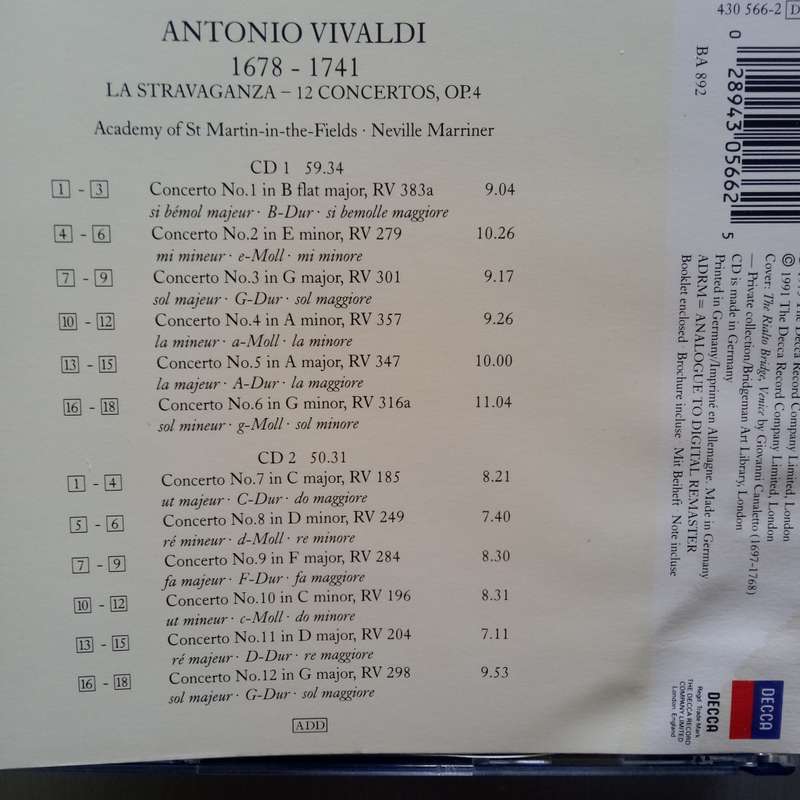 ANTONIO VIVALDI
1678 - 1741
LA STRAVAGANZA – 12 CONCERTOS, OP.4
Academy of St Martin-in-the-Fields · Neville Marriner
CD 1 59.34
1 - 3 Concerto No.1 in B flat major, RV 383a 9.04
si bémol majeur · B-Dur · si bemolle maggiore
4 - 6 Concerto No.2 in E minor, RV 279 10.26
mi mineur · e-Moll · mi minore
7 - 9 Concerto No.3 in G major, RV 301 9.17
sol majeur · G-Dur · sol maggiore
10 - 12 Concerto No.4 in A minor, RV 357 9.26
la mineur · a-Moll · la minore
13 - 15 Concerto No.5 in A major, RV 347 10.00
la majeur · A-Dur · la maggiore
16 - 18 Concerto No.6 in G minor, RV 316a 11.04
sol mineur · g-Moll · sol minore
CD 2 50.31
1 - 4 Concerto No.7 in C major, RV 185 8.21
ut majeur · C-Dur · do maggiore
5 - 6 Concerto No.8 in D minor, RV 249 7.40
ré mineur · d-Moll · re minore
7 - 9 Concerto No.9 in F major, RV 284 8.30
fa majeur · F-Dur · fa maggiore
10 - 12 Concerto No.10 in C minor, RV 196 8.31
ut mineur · c-Moll · do minore
13 - 15 Concerto No.11 in D major, RV 204 7.11
ré majeur · D-Dur · re maggiore
16 - 18 Concerto No.12 in G major, RV 298 9.53
sol majeur · G-Dur · sol maggiore
ADD
430 566-2
0 28943 05662 5
BA 892
The Decca Record Company Limited, London
© 1991 The Decca Record Company Limited, London
Cover: The Rialto Bridge, Venice by Giovanni Canaletto (1697-1768)
— Private collection/Bridgeman Art Library, London
CD is made in Germany
Printed in Germany/Imprimé en Allemagne. Made in Germany
ADRM = ANALOGUE TO DIGITAL REMASTER
Booklet enclosed · Brochure incluse · Mit Beiheft · Note incluse
DECCA
DECCA
Regd. Trade Mark
THE DECCA RECORD
COMPANY LIMITED
London England